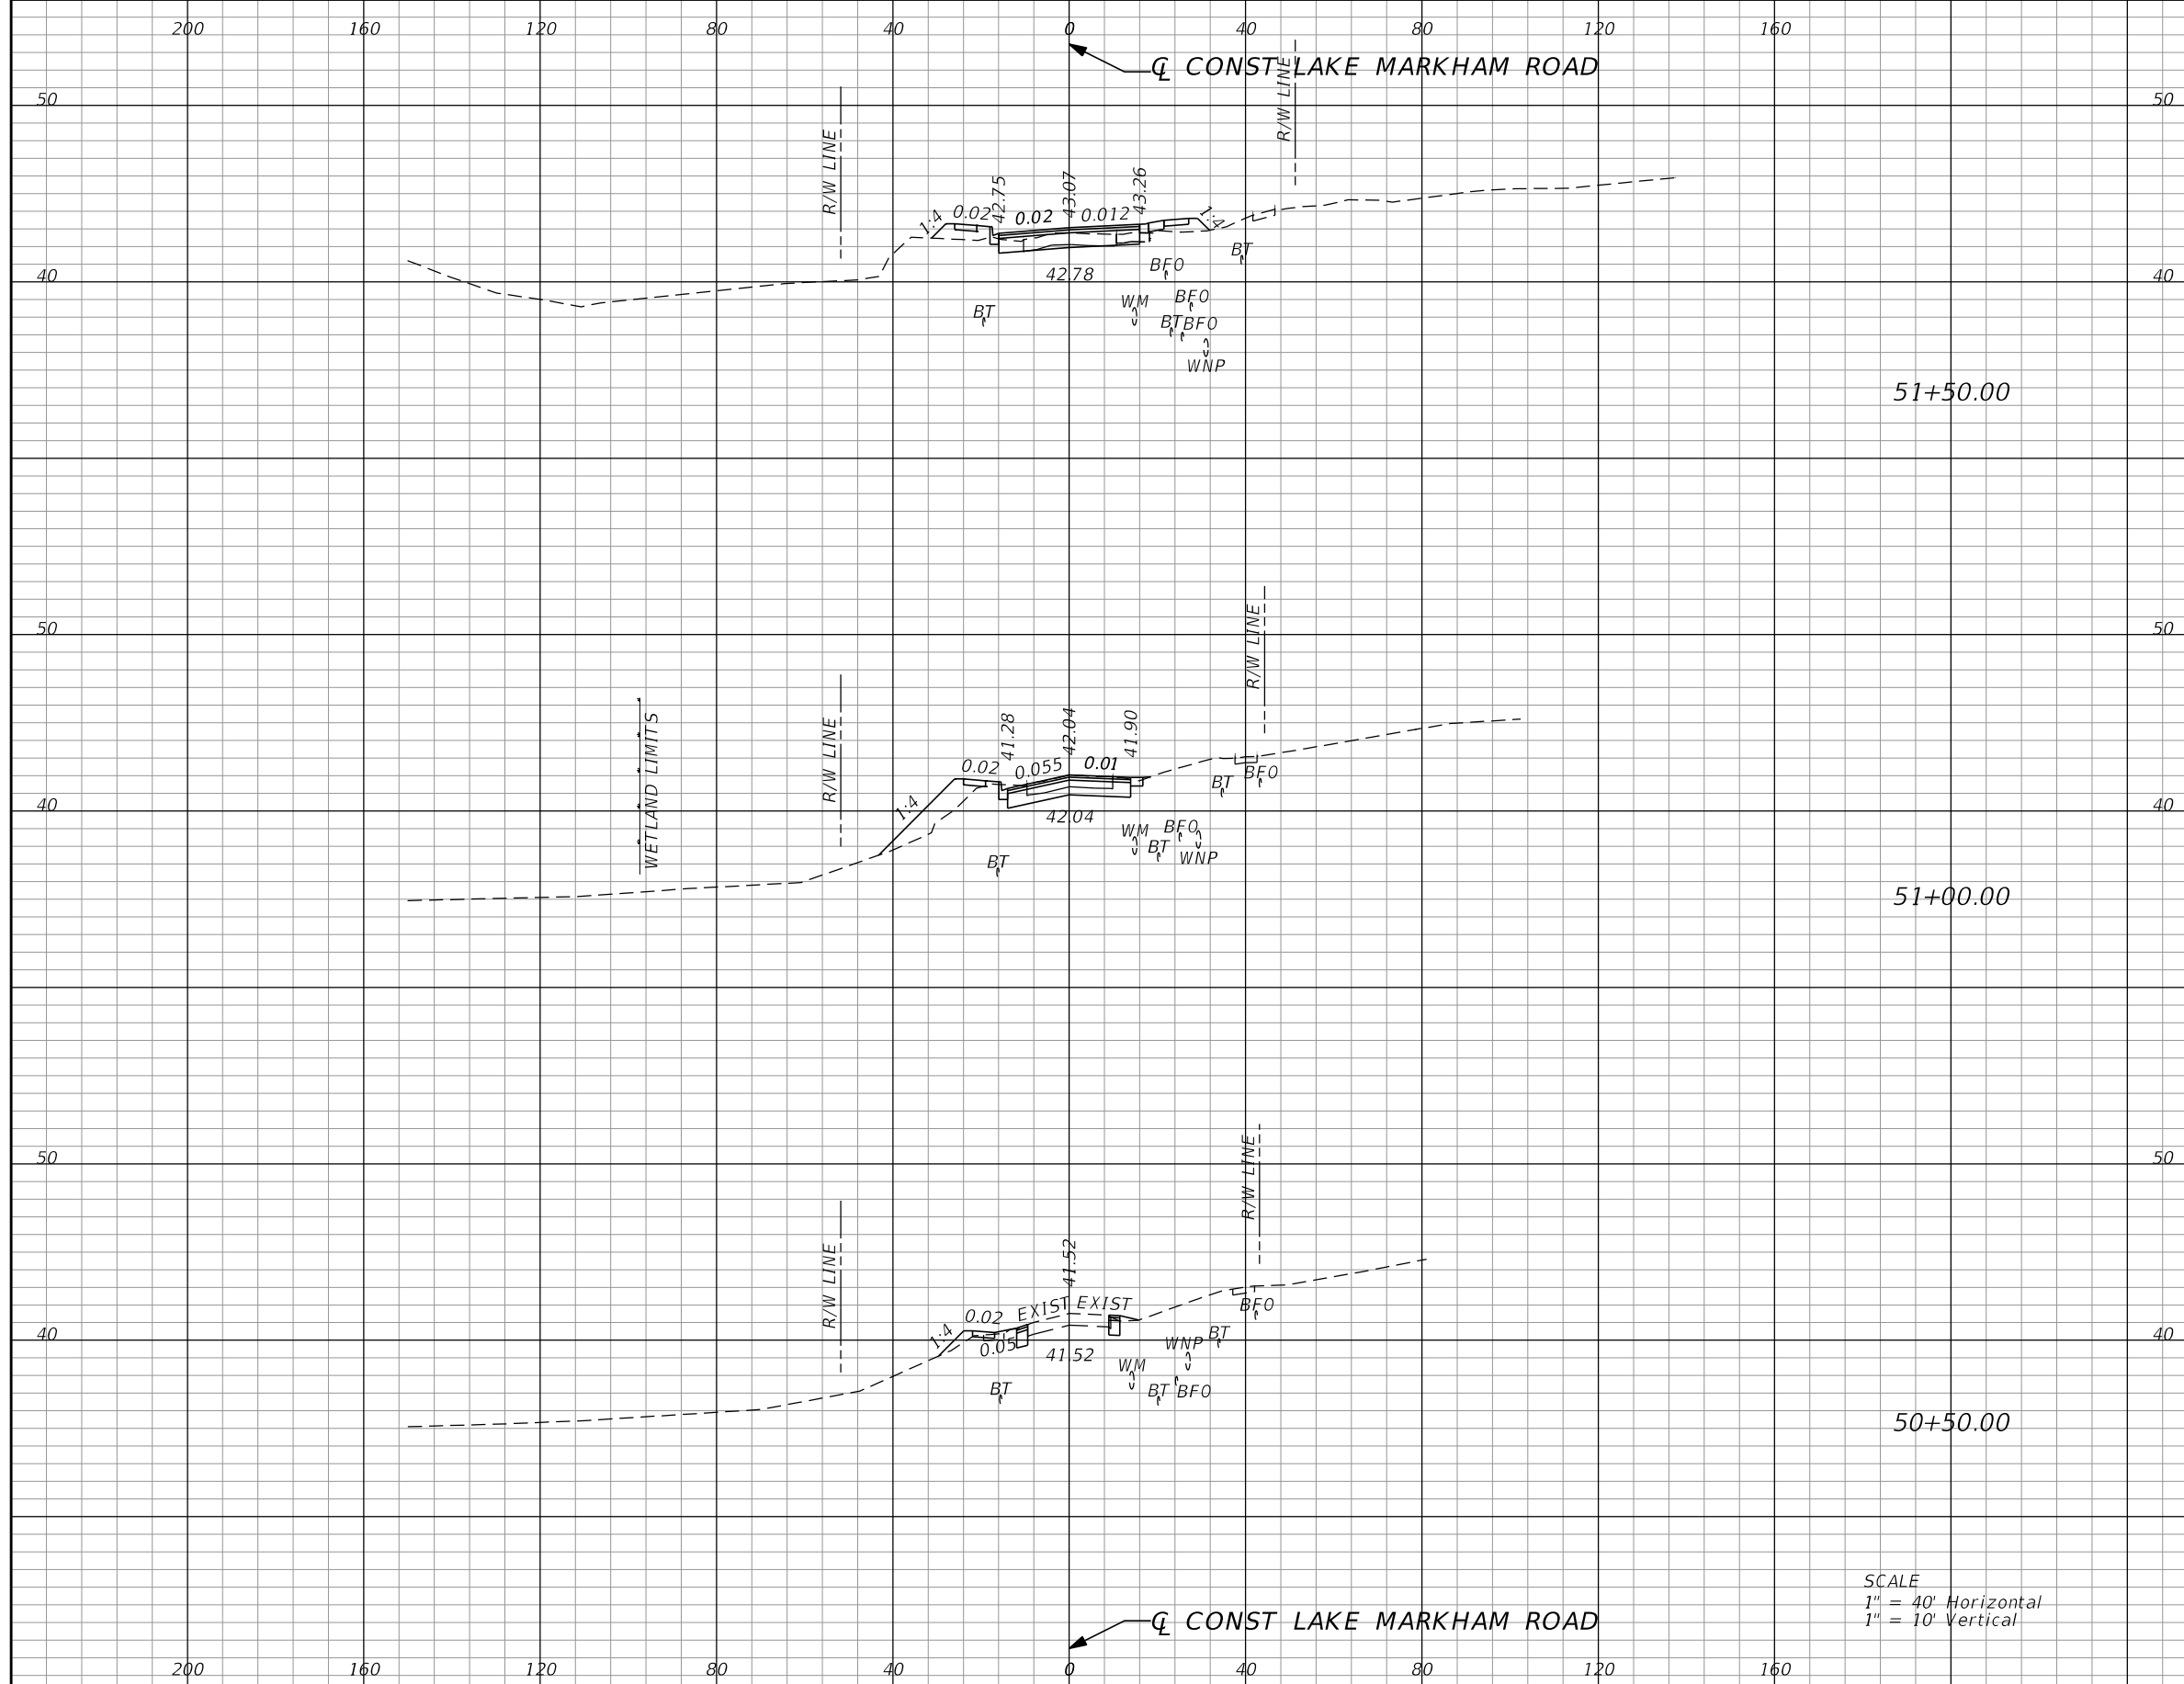 200 160 120 80 40 0 40 80 120 160
℄ CONST LAKE MARKHAM ROAD
R/W LINE
50 50
R/W LINE
42.75 43.07 43.26
1:4 0.02 0.02 0.012 1:4
BT
BFO
40 42.78 40
BFO
WM
BT
BT BFO
WNP
51+50.00
R/W LINE
50 50
WETLAND LIMITS
R/W LINE
41.28 42.04 41.90
0.02 0.055 0.01
BFO
BT
1:4
40 42.04 40
WM BFO
BT
WNP
BT
51+00.00
R/W LINE
50 50
R/W LINE
41.52
EXIST EXIST
BFO
0.02
1:4
BT
40 40
WNP
0.05 41.52
WM
BT
BT BFO
50+50.00
SCALE
1" = 40' Horizontal
1" = 10' Vertical
℄ CONST LAKE MARKHAM ROAD
200 160 120 80 40 0 40 80 120 160